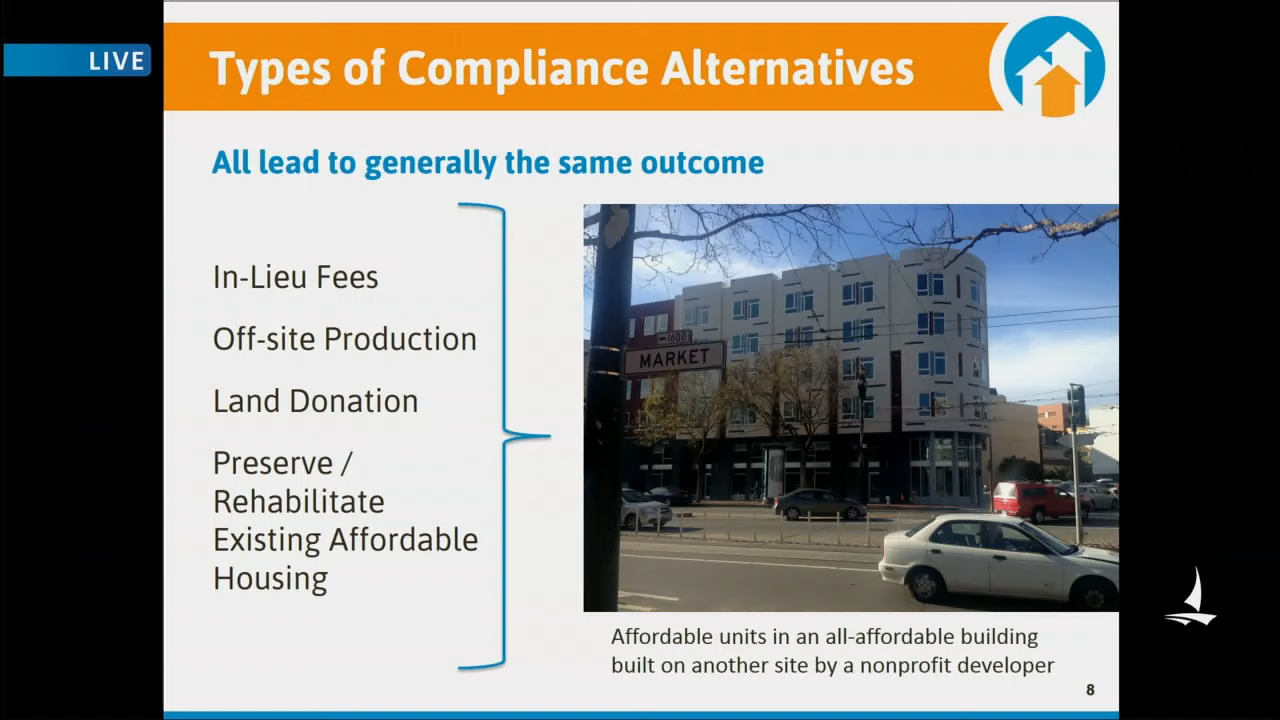 LIVE
Types of Compliance Alternatives
All lead to generally the same outcome
In-Lieu Fees
Off-site Production
Land Donation
Preserve /
Rehabilitate
Existing Affordable
Housing
600
MARKET
Affordable units in an all-affordable building
built on another site by a nonprofit developer
8